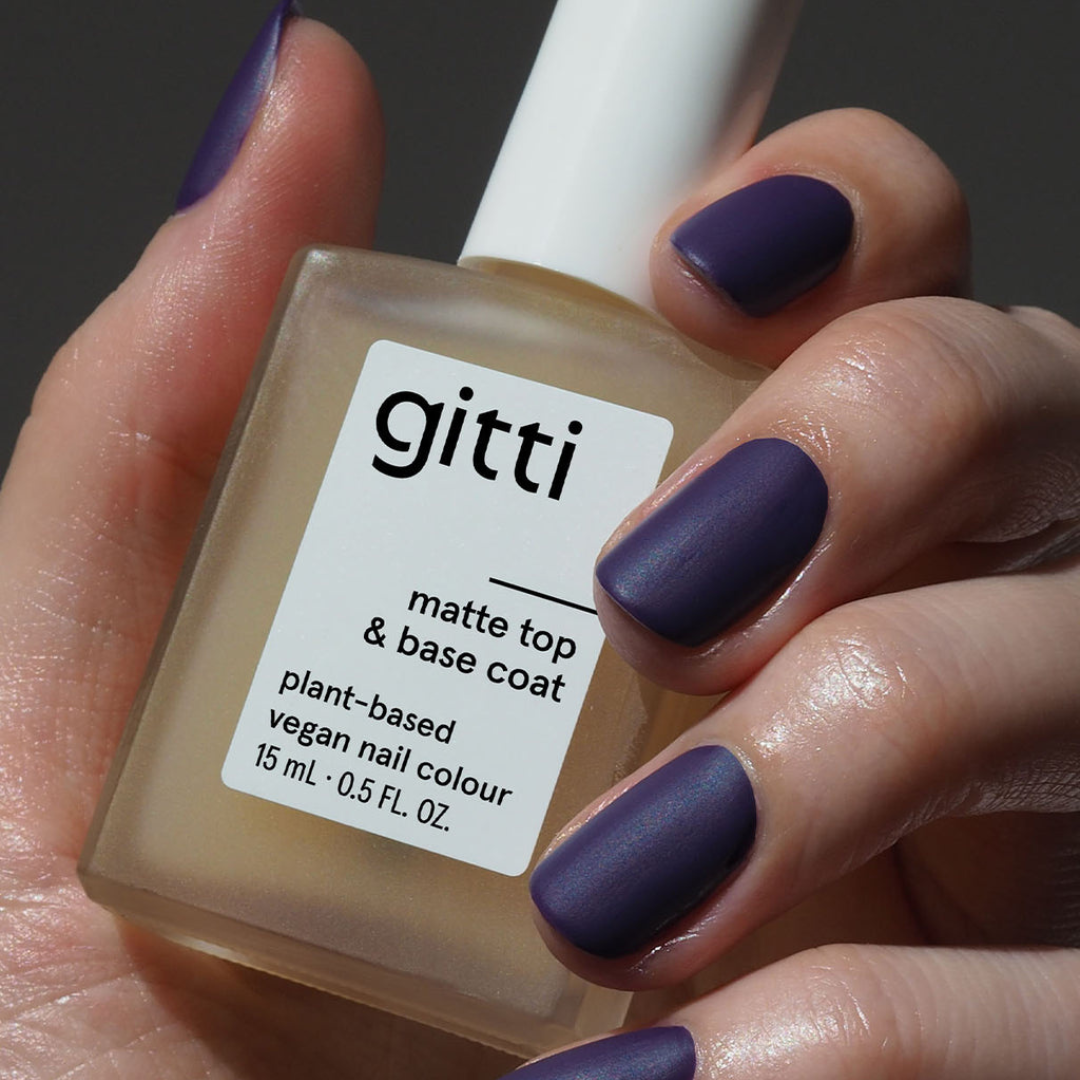 gitti
matte top
& base coat
plant-based
vegan nail colour
15 mL · 0.5 FL. OZ.